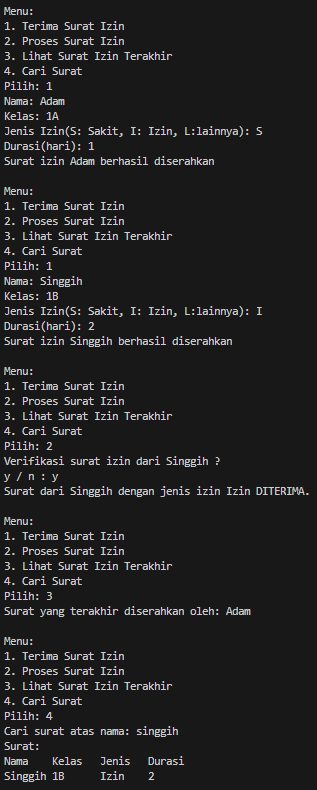 Menu:
1. Terima Surat Izin
2. Proses Surat Izin
3. Lihat Surat Izin Terakhir
4. Cari Surat
Pilih: 1
Nama: Adam
Kelas: 1A
Jenis Izin(S: Sakit, I: Izin, L:lainnya): S
Durasi(hari): 1
Surat izin Adam berhasil diserahkan

Menu:
1. Terima Surat Izin
2. Proses Surat Izin
3. Lihat Surat Izin Terakhir
4. Cari Surat
Pilih: 1
Nama: Singgih
Kelas: 1B
Jenis Izin(S: Sakit, I: Izin, L:lainnya): I
Durasi(hari): 2
Surat izin Singgih berhasil diserahkan

Menu:
1. Terima Surat Izin
2. Proses Surat Izin
3. Lihat Surat Izin Terakhir
4. Cari Surat
Pilih: 2
Verifikasi surat izin dari Singgih ?
y / n : y
Surat dari Singgih dengan jenis izin Izin DITERIMA.

Menu:
1. Terima Surat Izin
2. Proses Surat Izin
3. Lihat Surat Izin Terakhir
4. Cari Surat
Pilih: 3
Surat yang terakhir diserahkan oleh: Adam

Menu:
1. Terima Surat Izin
2. Proses Surat Izin
3. Lihat Surat Izin Terakhir
4. Cari Surat
Pilih: 4
Cari surat atas nama: singgih
Surat:
Nama    Kelas   Jenis   Durasi
Singgih 1B      Izin    2